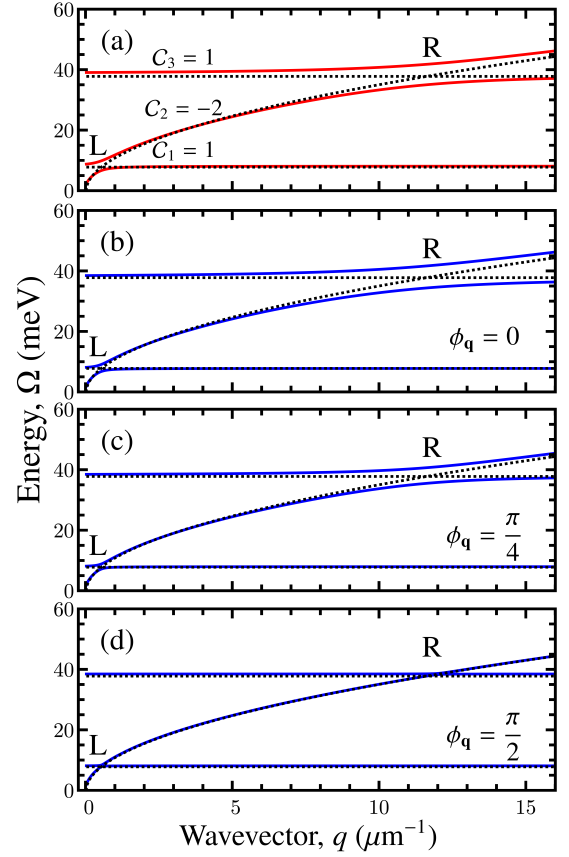 (a)
R
C₃ = 1
C₂ = −2
C₁ = 1
L
60
40
20
0
(b)
R
L
ϕq = 0
60
40
20
0
(c)
R
L
ϕq = π/4
60
40
20
0
(d)
R
L
ϕq = π/2
60
40
20
0
0 5 10 15
Energy, Ω (meV)
Wavevector, q (μm⁻¹)